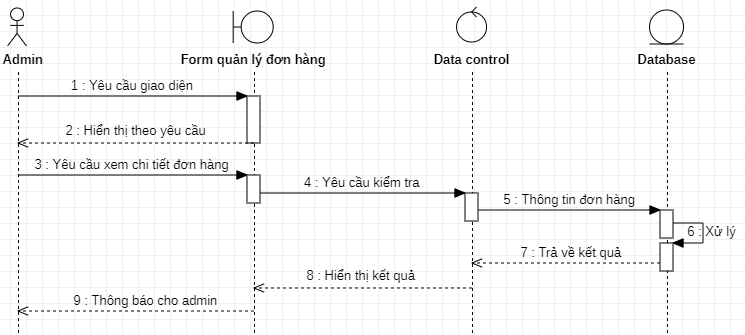 Admin
Form quản lý đơn hàng
Data control
Database
1 : Yêu cầu giao diện
2 : Hiển thị theo yêu cầu
3 : Yêu cầu xem chi tiết đơn hàng
4 : Yêu cầu kiểm tra
5 : Thông tin đơn hàng
6 : Xử lý
7 : Trả về kết quả
8 : Hiển thị kết quả
9 : Thông báo cho admin